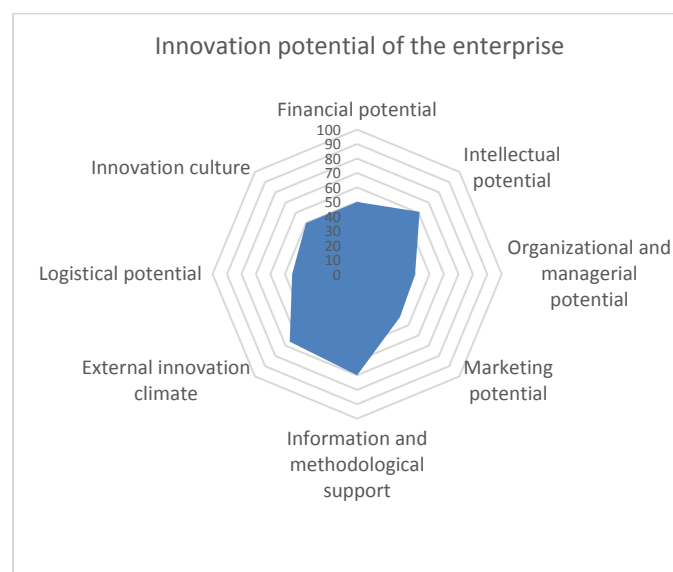 Innovation potential of the enterprise
Financial potential
100
90
80
70
60
50
40
30
20
10
0
Intellectual
potential
Organizational and
managerial
potential
Marketing
potential
Information and
methodological
support
External innovation
climate
Logistical potential
Innovation culture